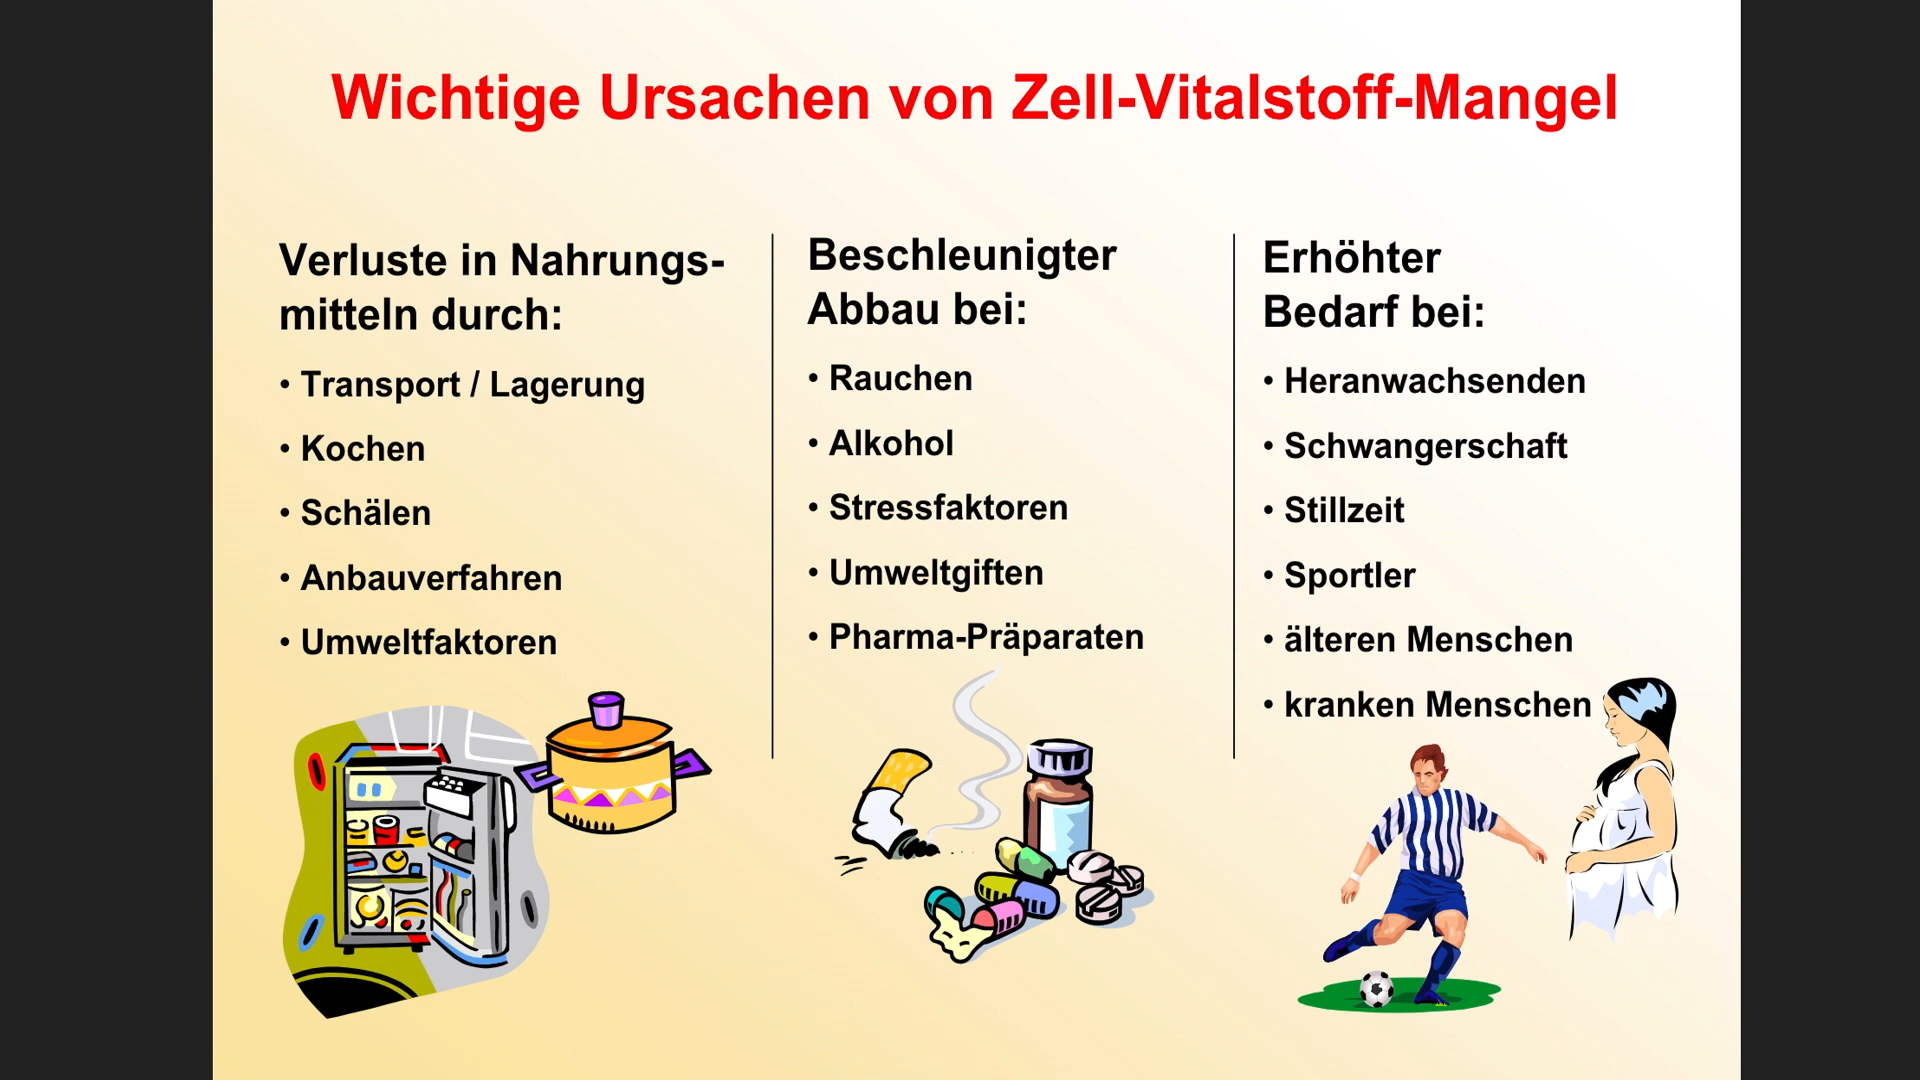 Wichtige Ursachen von Zell-Vitalstoff-Mangel
Verluste in Nahrungs-
mitteln durch:
• Transport / Lagerung
• Kochen
• Schälen
• Anbauverfahren
• Umweltfaktoren
Beschleunigter
Abbau bei:
• Rauchen
• Alkohol
• Stressfaktoren
• Umweltgiften
• Pharma-Präparaten
Erhöhter
Bedarf bei:
• Heranwachsenden
• Schwangerschaft
• Stillzeit
• Sportler
• älteren Menschen
• kranken Menschen